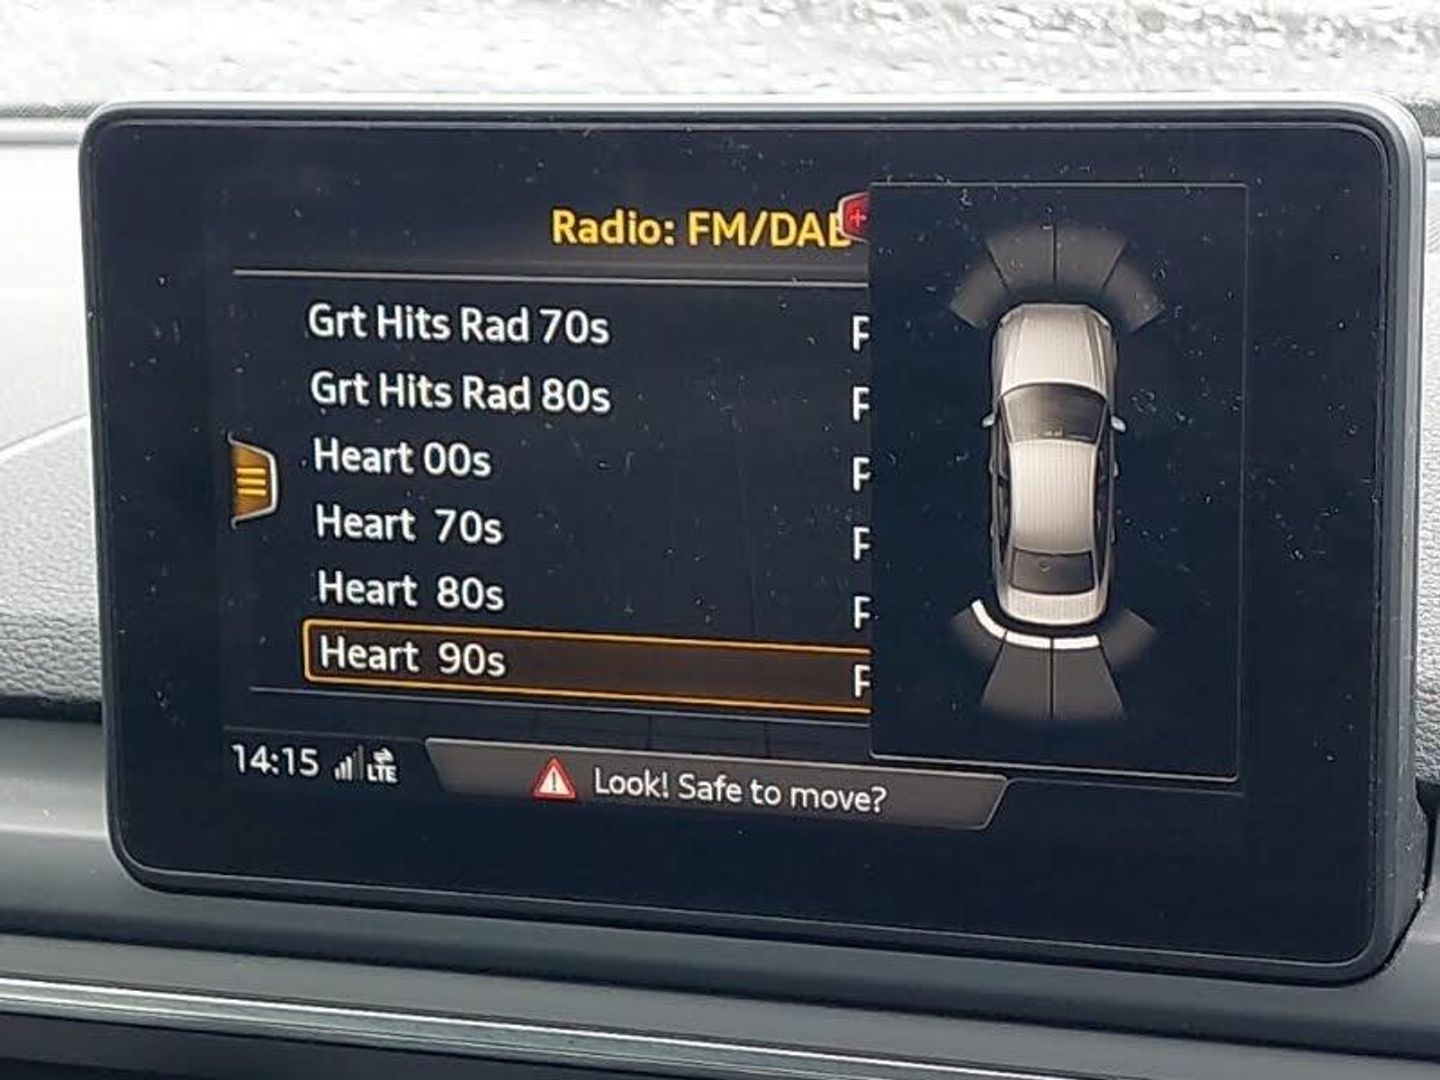 Radio: FM/DAB
Grt Hits Rad 70s
Grt Hits Rad 80s
Heart 00s
Heart 70s
Heart 80s
Heart 90s
14:15 LTE
Look! Safe to move?